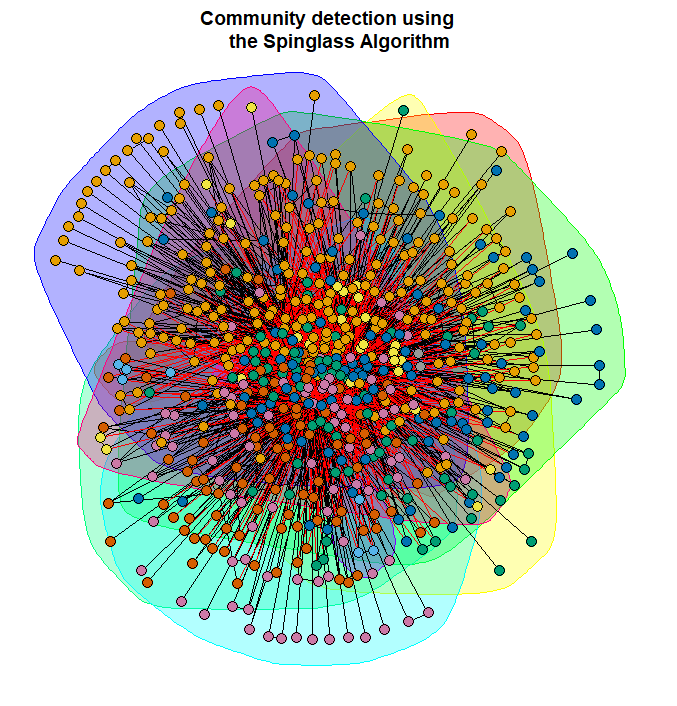 Community detection using
the Spinglass Algorithm